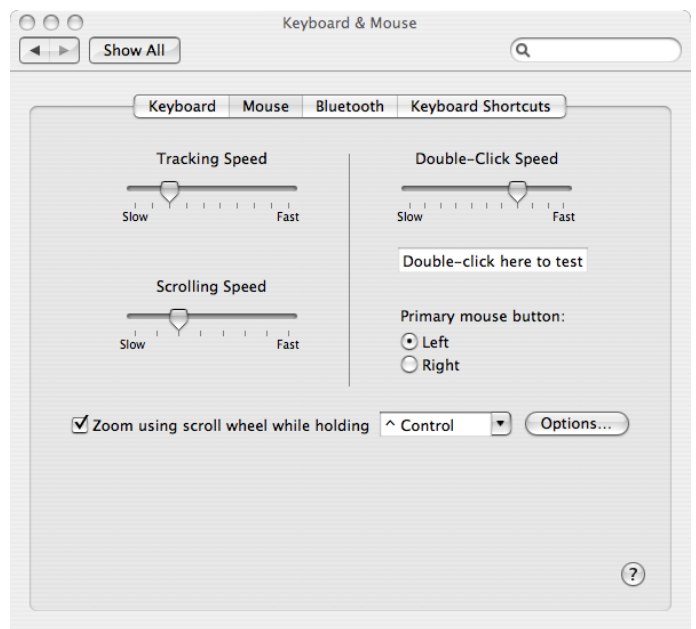 Keyboard & Mouse
Show All
Keyboard Mouse Bluetooth Keyboard Shortcuts
Tracking Speed
Slow Fast
Scrolling Speed
Slow Fast
Double-Click Speed
Slow Fast
Double-click here to test
Primary mouse button:
Left
Right
Zoom using scroll wheel while holding ^ Control Options...
?